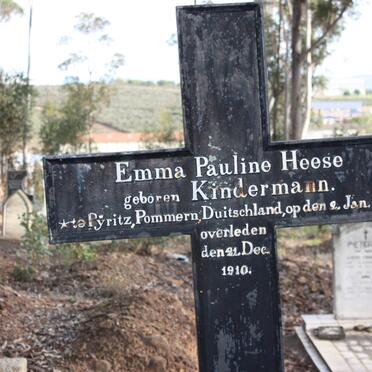 Emma Pauline Heese
geboren Kindermann.
te Pyritz, Pommern, Duitschland, op den 2. Jan.
overleden
den 21. Dec.
1910.